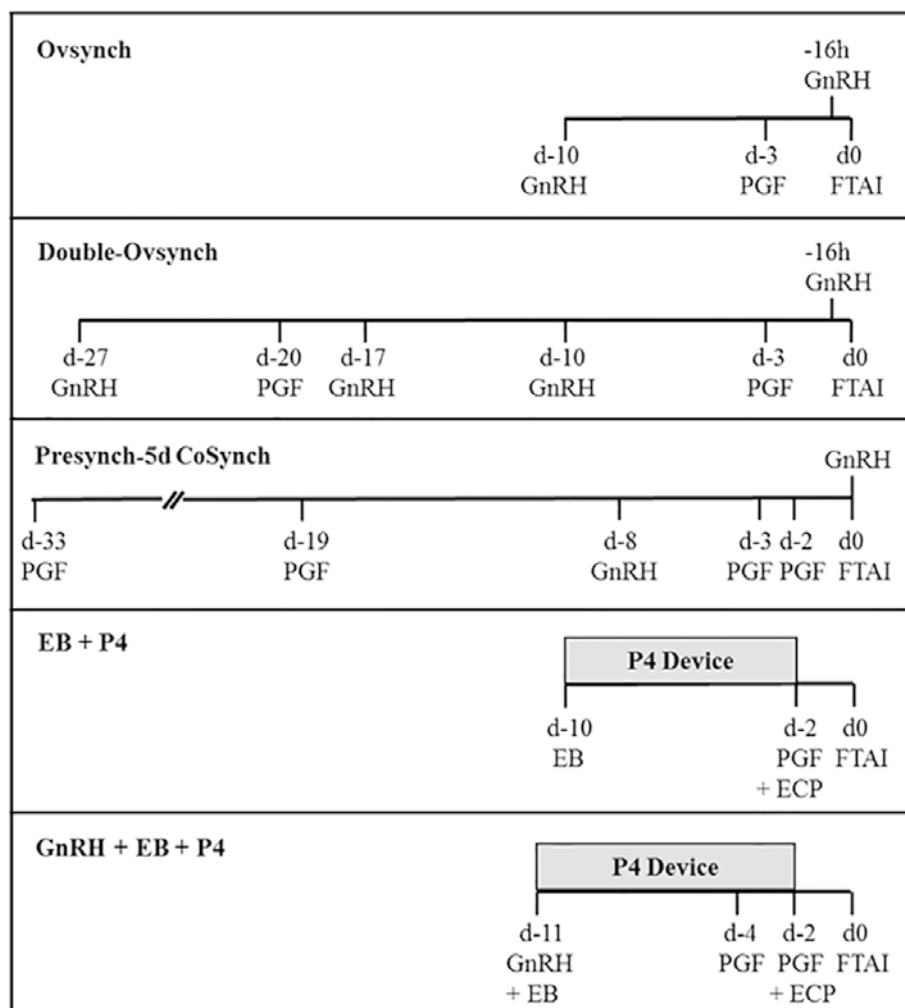 Ovsynch
-16h
GnRH
d-10 d-3 d0
GnRH PGF FTAI
Double-Ovsynch
-16h
GnRH
d-27 d-20 d-17 d-10 d-3 d0
GnRH PGF GnRH GnRH PGF FTAI
Presynch-5d CoSynch
GnRH
d-33 d-19 d-8 d-3 d-2 d0
PGF PGF GnRH PGF PGF FTAI
EB + P4
P4 Device
d-10 d-2 d0
EB PGF FTAI
+ ECP
GnRH + EB + P4
P4 Device
d-11 d-4 d-2 d0
GnRH PGF PGF FTAI
+ EB + ECP